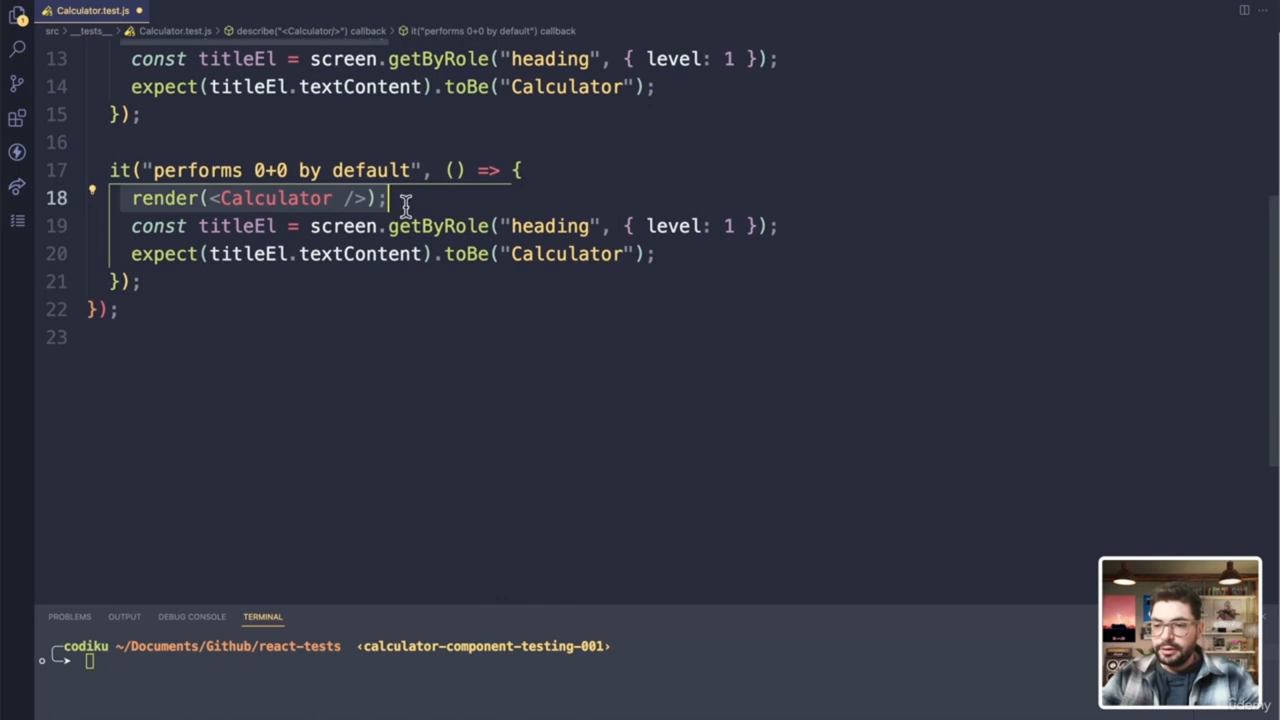 Calculator.test.js
src > __tests__ > Calculator.test.js > describe("<Calculator/>") callback > it("performs 0+0 by default") callback
13 const titleEl = screen.getByRole("heading", { level: 1 });
14 expect(titleEl.textContent).toBe("Calculator");
15 });
16
17 it("performs 0+0 by default", () => {
18 render(<Calculator />);
19 const titleEl = screen.getByRole("heading", { level: 1 });
20 expect(titleEl.textContent).toBe("Calculator");
21 });
22 });
23
PROBLEMS OUTPUT DEBUG CONSOLE TERMINAL
codiku ~/Documents/Github/react-tests ‹calculator-component-testing-001›
udemy